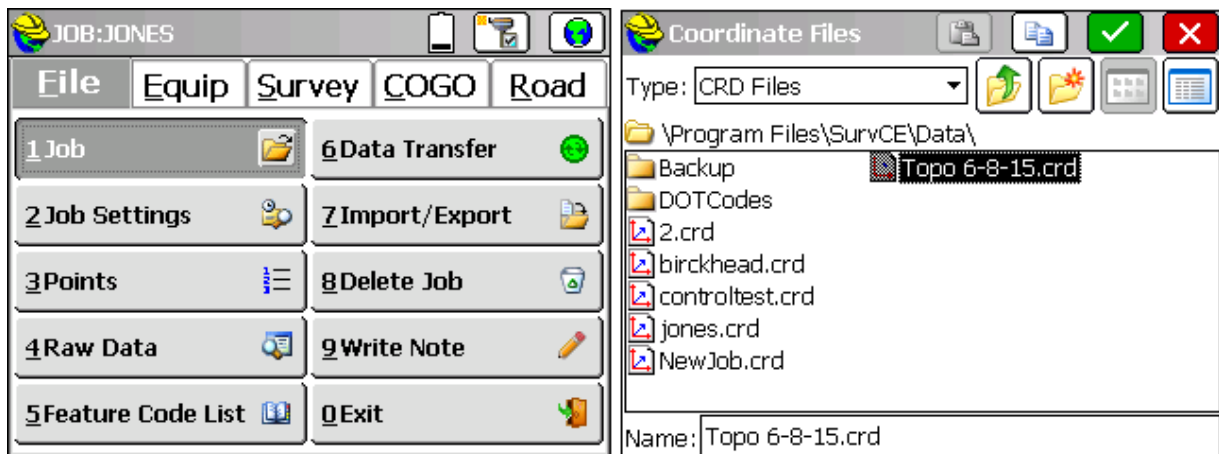 JOB:JONES
File Equip Survey COGO Road
1 Job
6 Data Transfer
2 Job Settings
7 Import/Export
3 Points
8 Delete Job
4 Raw Data
9 Write Note
5 Feature Code List
0 Exit
Coordinate Files
Type: CRD Files
\Program Files\SurvCE\Data\
Backup
DOTCodes
2.crd
birckhead.crd
controltest.crd
jones.crd
NewJob.crd
Topo 6-8-15.crd
Name: Topo 6-8-15.crd